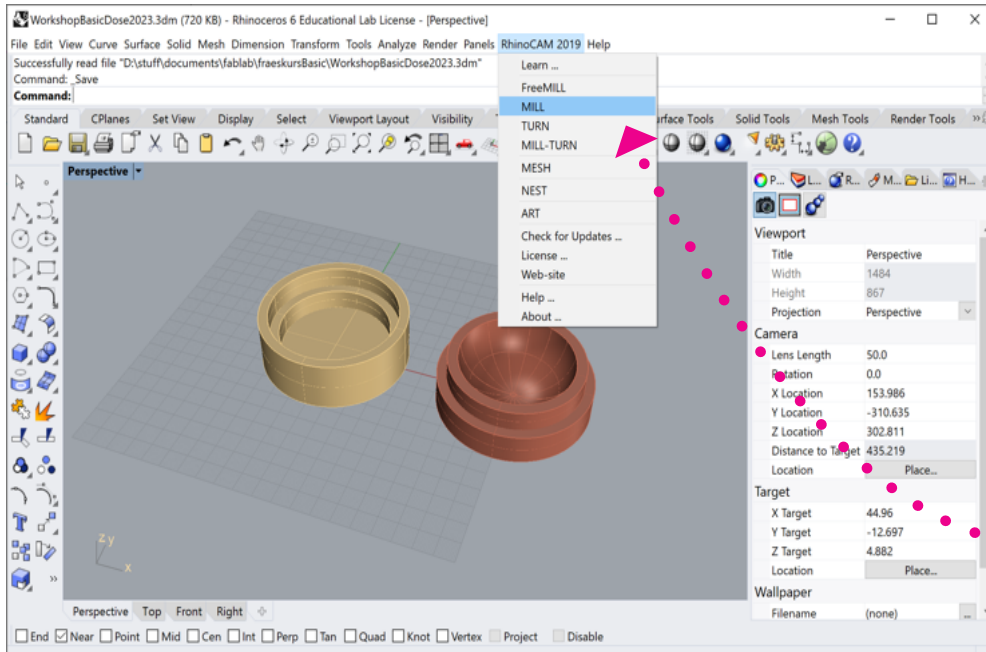 WorkshopBasicDose2023.3dm (720 KB) - Rhinoceros 6 Educational Lab License - [Perspective]
File Edit View Curve Surface Solid Mesh Dimension Transform Tools Analyze Render Panels RhinoCAM 2019 Help
Successfully read file "D:\stuff\documents\fablab\fraeskursBasic\WorkshopBasicDose2023.3dm"
Command: _Save
Command:
Learn ...
FreeMILL
MILL
TURN
MILL-TURN
MESH
NEST
ART
Check for Updates ...
License ...
Web-site
Help ...
About ...
Standard CPlanes Set View Display Select Viewport Layout Visibility urface Tools Solid Tools Mesh Tools Render Tools
Perspective
z y
x
P... L... R... M... Li... H...
Viewport
Title Perspective
Width 1484
Height 867
Projection Perspective
Camera
Lens Length 50.0
Rotation 0.0
X Location 153.986
Y Location -310.635
Z Location 302.811
Distance to Target 435.219
Location Place...
Target
X Target 44.96
Y Target -12.697
Z Target 4.882
Location Place...
Wallpaper
Filename (none) ...
Perspective Top Front Right
End Near Point Mid Cen Int Perp Tan Quad Knot Vertex Project Disable